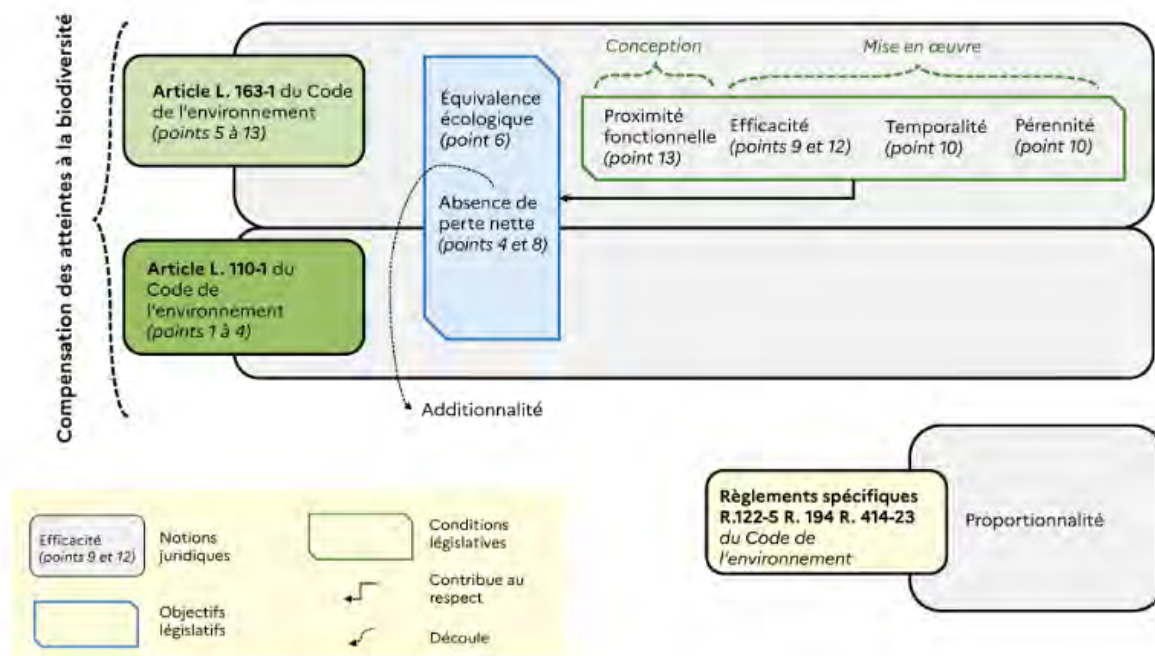 Compensation des atteintes à la biodiversité
Article L. 163-1 du Code
de l'environnement
(points 5 à 13)
Équivalence
écologique
(point 6)
Absence de
perte nette
(points 4 et 8)
Conception
Mise en œuvre
Proximité
fonctionnelle
(point 13)
Efficacité
(points 9 et 12)
Temporalité
(point 10)
Pérennité
(point 10)
Article L. 110-1 du
Code de
l'environnement
(points 1 à 4)
Additionnalité
Règlements spécifiques
R.122-5 R. 194 R. 414-23
du Code de
l'environnement
Proportionnalité
Efficacité
(points 9 et 12)
Notions
juridiques
Objectifs
législatifs
Conditions
législatives
Contribue au
respect
Découle